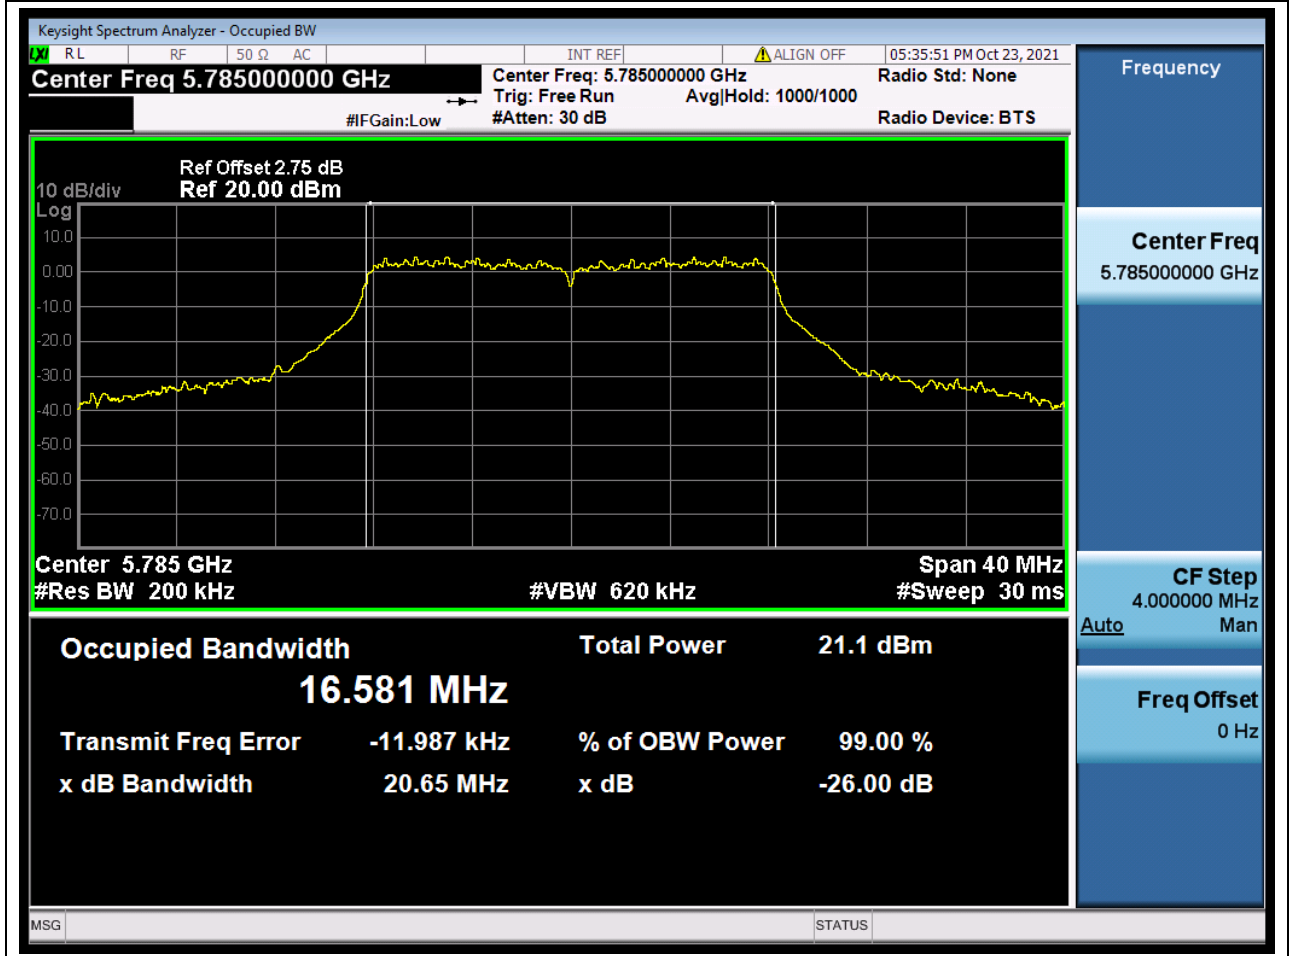 Keysight Spectrum Analyzer - Occupied BW
LXI RL RF 50 Ω AC INT REF ALIGN OFF 05:35:51 PM Oct 23, 2021
Center Freq 5.785000000 GHz
Center Freq: 5.785000000 GHz
Radio Std: None
Trig: Free Run
Avg|Hold: 1000/1000
#IFGain:Low
#Atten: 30 dB
Radio Device: BTS
Ref Offset 2.75 dB
10 dB/div
Ref 20.00 dBm
Log
10.0
0.00
-10.0
-20.0
-30.0
-40.0
-50.0
-60.0
-70.0
Center 5.785 GHz
Span 40 MHz
#Res BW 200 kHz
#VBW 620 kHz
#Sweep 30 ms
Occupied Bandwidth
16.581 MHz
Total Power 21.1 dBm
Transmit Freq Error -11.987 kHz
% of OBW Power 99.00 %
x dB Bandwidth 20.65 MHz
x dB -26.00 dB
Frequency
Center Freq
5.785000000 GHz
CF Step
4.000000 MHz
Auto Man
Freq Offset
0 Hz
MSG
STATUS